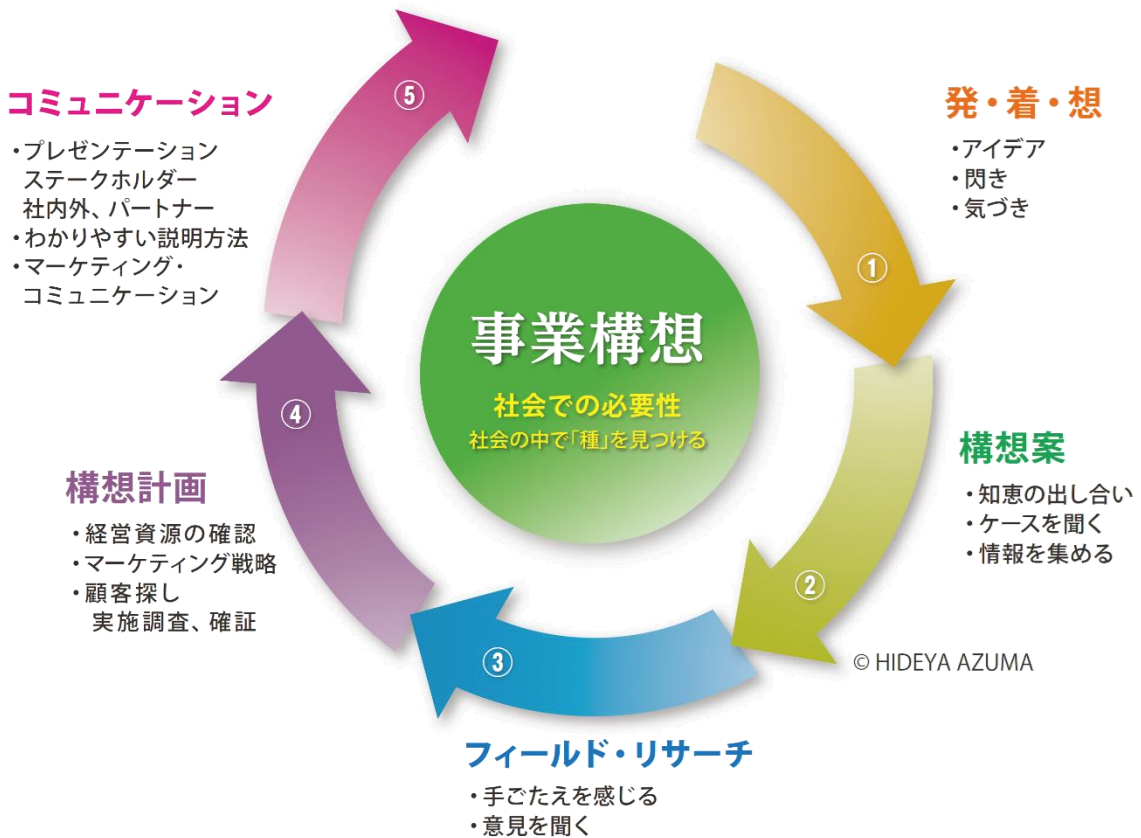 事業構想
社会での必要性
社会の中で「種」を見つける
①
発・着・想
・アイデア
・閃き
・気づき
②
構想案
・知恵の出し合い
・ケースを聞く
・情報を集める
© HIDEYA AZUMA
③
フィールド・リサーチ
・手ごたえを感じる
・意見を聞く
④
構想計画
・経営資源の確認
・マーケティング戦略
・顧客探し
実施調査、確証
⑤
コミュニケーション
・プレゼンテーション
ステークホルダー
社内外、パートナー
・わかりやすい説明方法
・マーケティング・
コミュニケーション